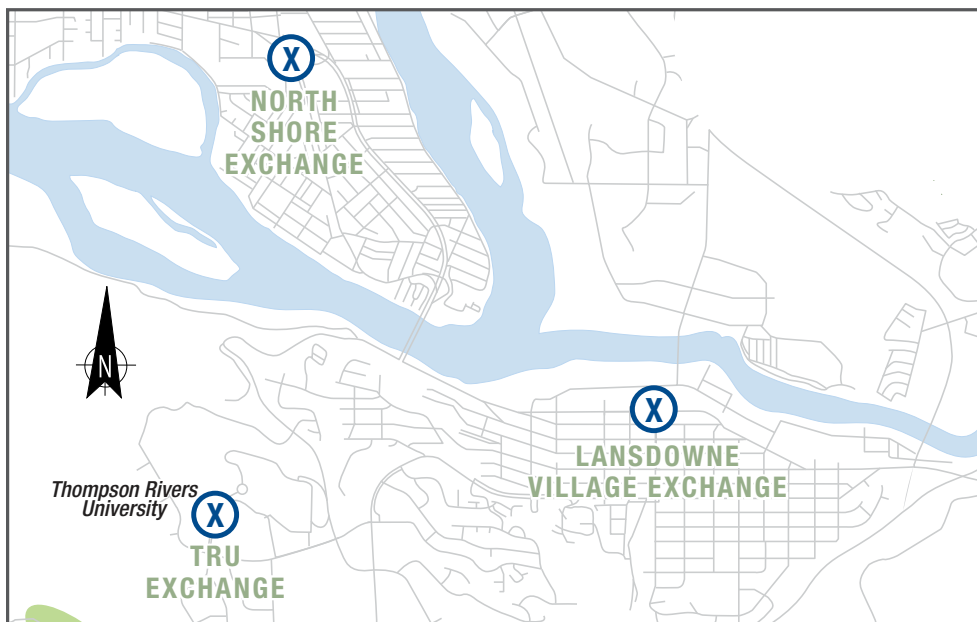 X
NORTH
SHORE
EXCHANGE
N
X
LANSDOWNE
VILLAGE EXCHANGE
Thompson Rivers
University
X
TRU
EXCHANGE